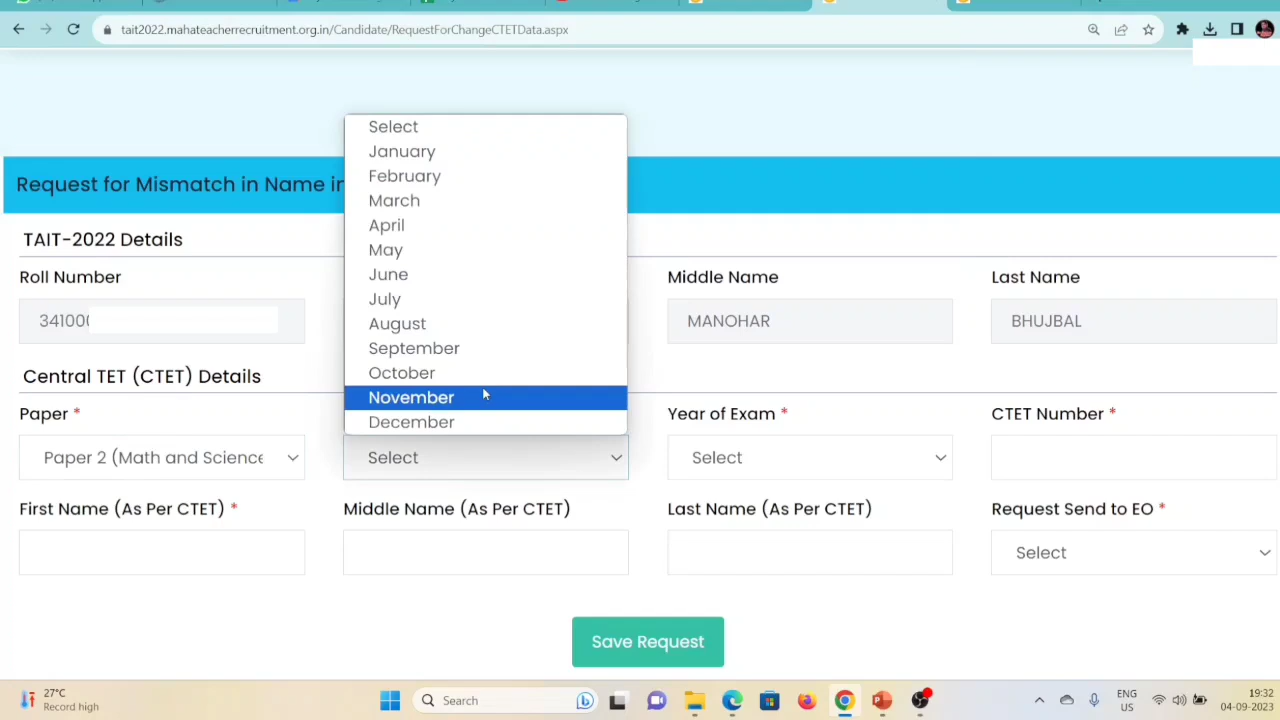 tait2022.mahateacherrecruitment.org.in/Candidate/RequestForChangeCTETData.aspx
Request for Mismatch in Name in
TAIT-2022 Details
Roll Number
Middle Name
Last Name
34100
MANOHAR
BHUJBAL
Select
January
February
March
April
May
June
July
August
September
October
November
December
Central TET (CTET) Details
Paper *
Year of Exam *
CTET Number *
Paper 2 (Math and Science
Select
Select
First Name (As Per CTET) *
Middle Name (As Per CTET)
Last Name (As Per CTET)
Request Send to EO *
Select
Save Request
27°C
Record high
Search
ENG
US
19:32
04-09-2023